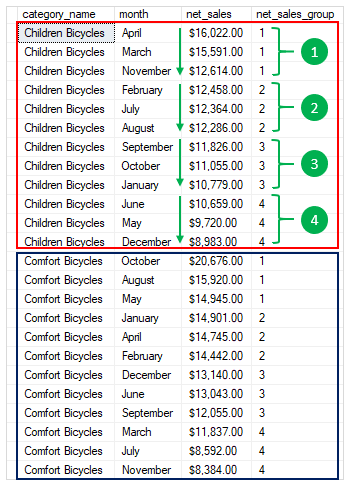 category_name month net_sales net_sales_group
Children Bicycles April $16,022.00 1
Children Bicycles March $15,591.00 1 1
Children Bicycles November $12,614.00 1
Children Bicycles February $12,458.00 2
Children Bicycles July $12,364.00 2 2
Children Bicycles August $12,286.00 2
Children Bicycles September $11,826.00 3
Children Bicycles October $11,055.00 3 3
Children Bicycles January $10,779.00 3
Children Bicycles June $10,659.00 4
Children Bicycles May $9,720.00 4 4
Children Bicycles December $8,983.00 4
Comfort Bicycles October $20,676.00 1
Comfort Bicycles August $15,920.00 1
Comfort Bicycles May $14,945.00 1
Comfort Bicycles January $14,901.00 2
Comfort Bicycles April $14,745.00 2
Comfort Bicycles February $14,442.00 2
Comfort Bicycles December $13,140.00 3
Comfort Bicycles June $13,043.00 3
Comfort Bicycles September $12,055.00 3
Comfort Bicycles March $11,837.00 4
Comfort Bicycles July $8,592.00 4
Comfort Bicycles November $8,384.00 4